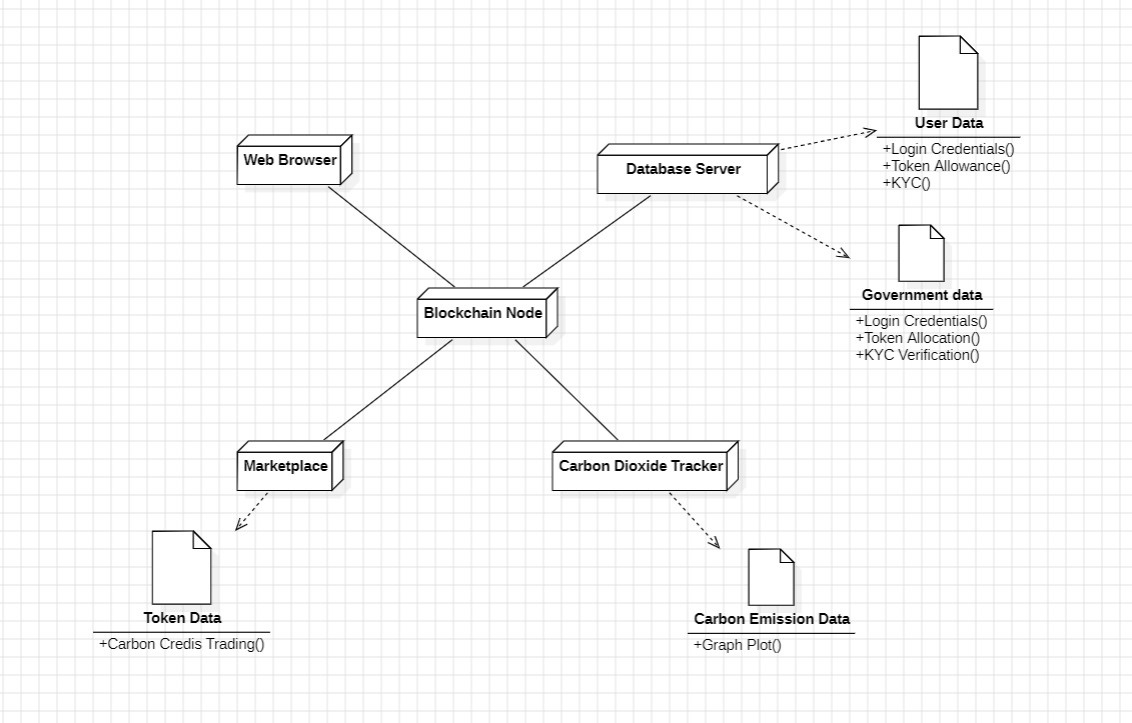 User Data
+Login Credentials()
+Token Allowance()
+KYC()
Web Browser
Database Server
Government data
+Login Credentials()
+Token Allocation()
+KYC Verification()
Blockchain Node
Marketplace
Carbon Dioxide Tracker
Token Data
+Carbon Credis Trading()
Carbon Emission Data
+Graph Plot()